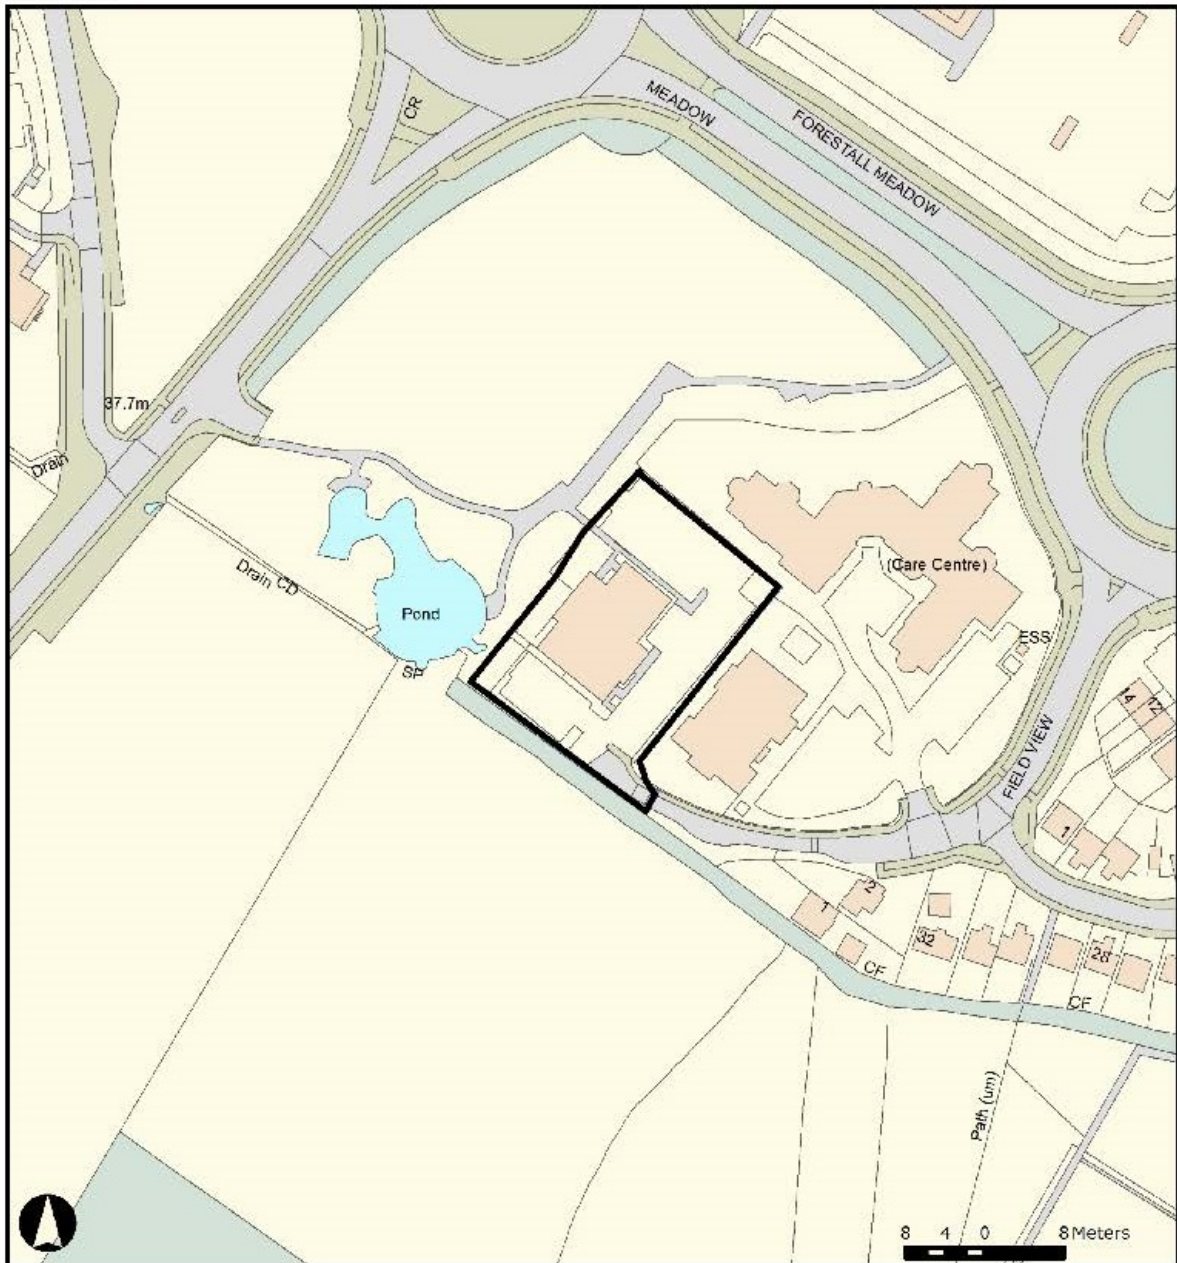 CR
MEADOW
FORESTALL MEADOW
37.7m
Drain
Drain CD
Pond
SP
(Care Centre)
ESS
14
12
FIELD VIEW
1
2
1
32
28
CF
CF
Path (um)
8 4 0 8 Meters